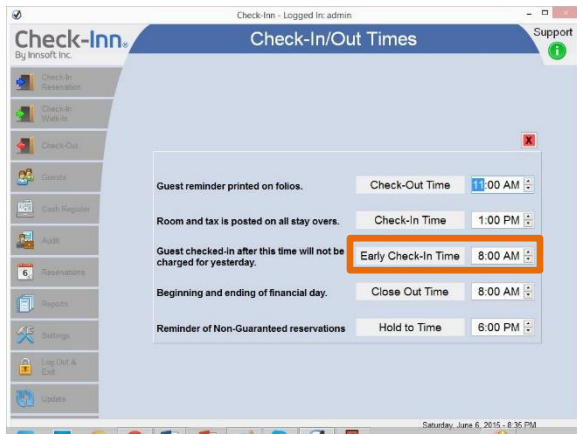 Check-Inn - Logged In: admin
Check-Inn®
By Innsoft Inc.
Check-In/Out Times
Support
Check-In
Reservation
Check-In
Walk-In
Check-Out
Guests
Cash Register
Audit
6
Reservations
Reports
Settings
Log Out &
Exit
Update
X
Guest reminder printed on folios.
Check-Out Time
11:00 AM
Room and tax is posted on all stay overs.
Check-In Time
1:00 PM
Guest checked-in after this time will not be
charged for yesterday.
Early Check-In Time
8:00 AM
Beginning and ending of financial day.
Close Out Time
8:00 AM
Reminder of Non-Guaranteed reservations
Hold to Time
6:00 PM
Saturday, June 6, 2015 - 8:36 PM